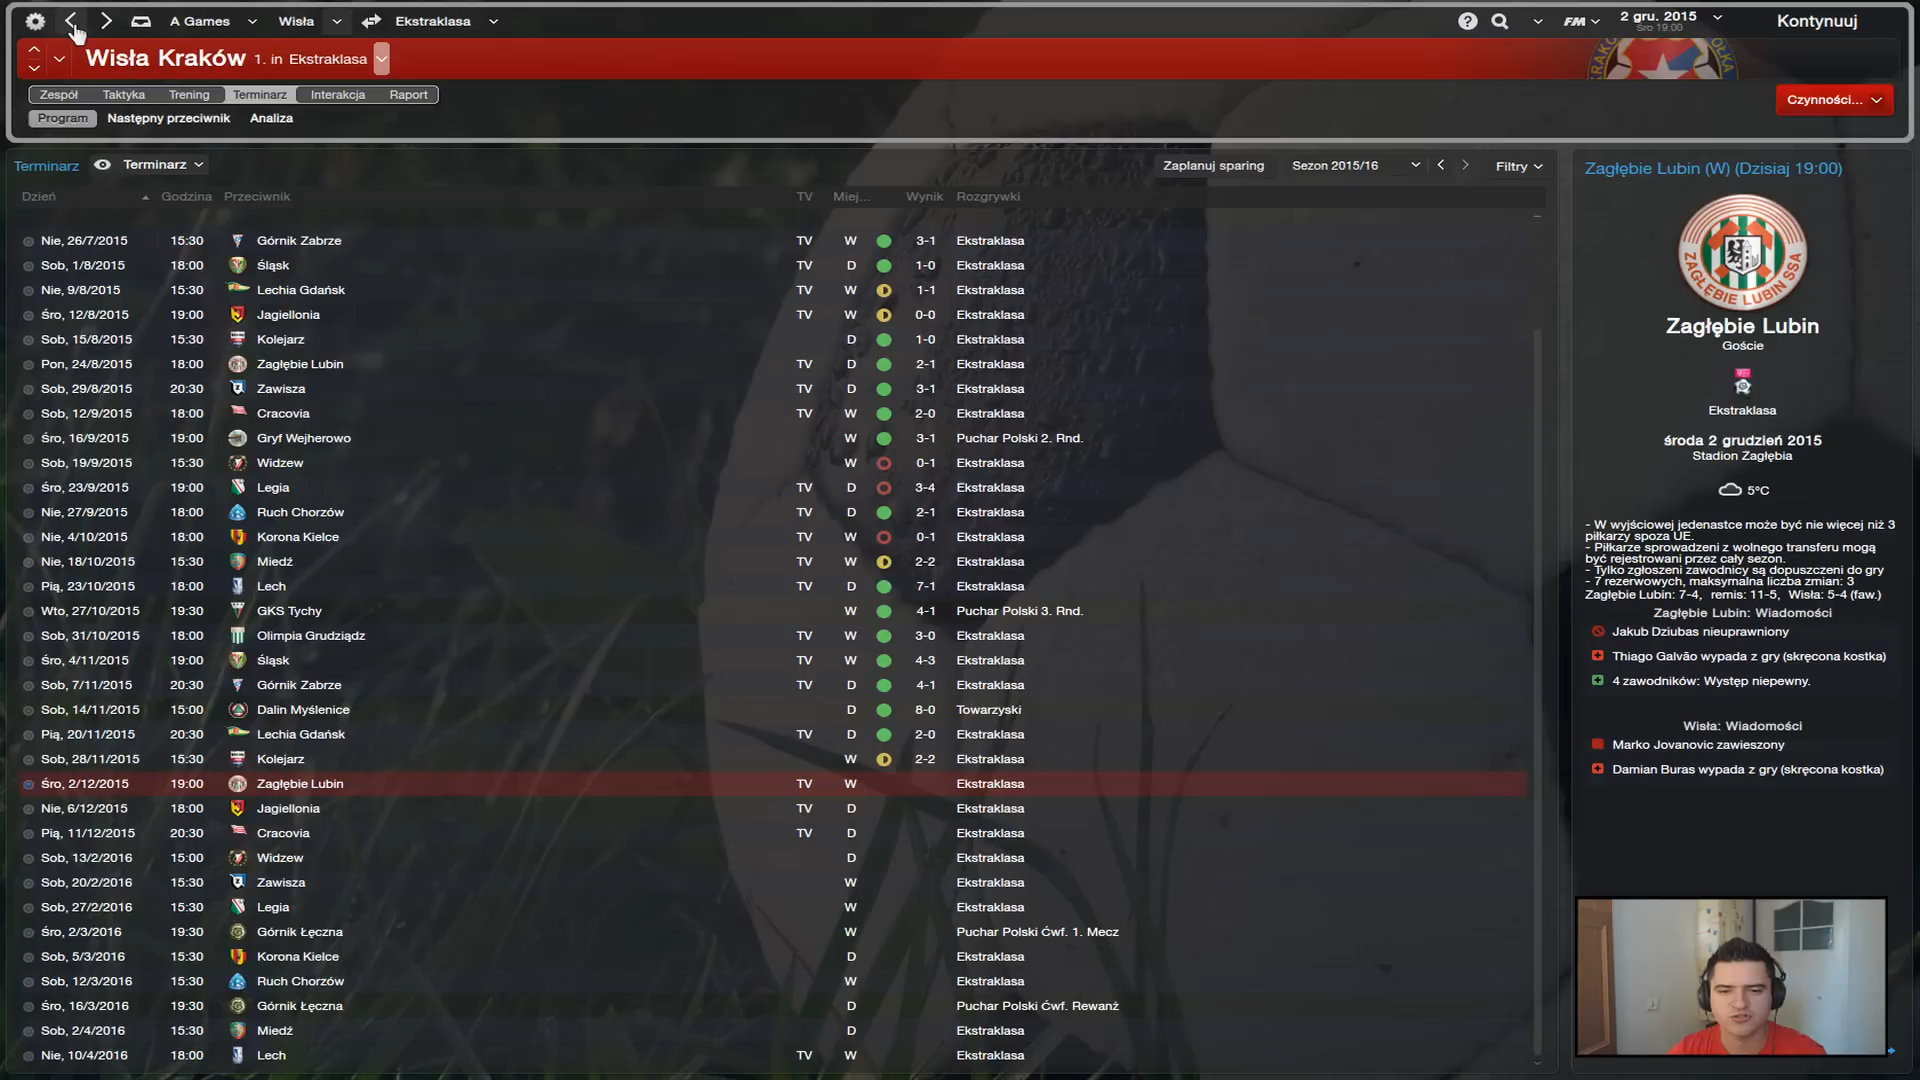 A Games Wisła Ekstraklasa ? FM 2 gru. 2015 Kontynuuj
Śro 19:00
Wisła Kraków 1. in Ekstraklasa
Zespół Taktyka Trening Terminarz Interakcja Raport
Czynności...
Program Następny przeciwnik Analiza
Terminarz Terminarz Zaplanuj sparing Sezon 2015/16 Filtry
Dzień Godzina Przeciwnik TV Miej... Wynik Rozgrywki
Nie, 26/7/2015 15:30 Górnik Zabrze TV W 3-1 Ekstraklasa
Sob, 1/8/2015 18:00 Śląsk TV D 1-0 Ekstraklasa
Nie, 9/8/2015 15:30 Lechia Gdańsk TV W 1-1 Ekstraklasa
Śro, 12/8/2015 19:00 Jagiellonia TV W 0-0 Ekstraklasa
Sob, 15/8/2015 15:30 Kolejarz D 1-0 Ekstraklasa
Pon, 24/8/2015 18:00 Zagłębie Lubin TV D 2-1 Ekstraklasa
Sob, 29/8/2015 20:30 Zawisza TV D 3-1 Ekstraklasa
Sob, 12/9/2015 18:00 Cracovia TV W 2-0 Ekstraklasa
Śro, 16/9/2015 19:00 Gryf Wejherowo W 3-1 Puchar Polski 2. Rnd.
Sob, 19/9/2015 15:30 Widzew W 0-1 Ekstraklasa
Śro, 23/9/2015 19:00 Legia TV D 3-4 Ekstraklasa
Nie, 27/9/2015 18:00 Ruch Chorzów TV D 2-1 Ekstraklasa
Nie, 4/10/2015 18:00 Korona Kielce TV W 0-1 Ekstraklasa
Nie, 18/10/2015 15:30 Miedź TV W 2-2 Ekstraklasa
Pią, 23/10/2015 18:00 Lech TV D 7-1 Ekstraklasa
Wto, 27/10/2015 19:30 GKS Tychy W 4-1 Puchar Polski 3. Rnd.
Sob, 31/10/2015 18:00 Olimpia Grudziądz TV W 3-0 Ekstraklasa
Śro, 4/11/2015 19:00 Śląsk TV W 4-3 Ekstraklasa
Sob, 7/11/2015 20:30 Górnik Zabrze TV D 4-1 Ekstraklasa
Sob, 14/11/2015 15:00 Dalin Myślenice D 8-0 Towarzyski
Pią, 20/11/2015 20:30 Lechia Gdańsk TV D 2-0 Ekstraklasa
Sob, 28/11/2015 15:30 Kolejarz W 2-2 Ekstraklasa
Śro, 2/12/2015 19:00 Zagłębie Lubin TV W Ekstraklasa
Nie, 6/12/2015 18:00 Jagiellonia TV D Ekstraklasa
Pią, 11/12/2015 20:30 Cracovia TV D Ekstraklasa
Sob, 13/2/2016 15:00 Widzew D Ekstraklasa
Sob, 20/2/2016 15:30 Zawisza W Ekstraklasa
Sob, 27/2/2016 15:30 Legia W Ekstraklasa
Śro, 2/3/2016 19:30 Górnik Łęczna W Puchar Polski Ćwf. 1. Mecz
Sob, 5/3/2016 15:30 Korona Kielce D Ekstraklasa
Sob, 12/3/2016 15:30 Ruch Chorzów W Ekstraklasa
Śro, 16/3/2016 19:30 Górnik Łęczna D Puchar Polski Ćwf. Rewanż
Sob, 2/4/2016 15:30 Miedź D Ekstraklasa
Nie, 10/4/2016 18:00 Lech TV W Ekstraklasa
Zagłębie Lubin (W) (Dzisiaj 19:00)
ZAGŁĘBIE LUBIN SSA
Zagłębie Lubin
Goście
Ekstraklasa
środa 2 grudzień 2015
Stadion Zagłębia
5°C
- W wyjściowej jedenastce może być nie więcej niż 3
piłkarzy spoza UE.
- Piłkarze sprowadzeni z wolnego transferu mogą
być rejestrowani przez cały sezon.
- Tylko zgłoszeni zawodnicy są dopuszczeni do gry
- 7 rezerwowych, maksymalna liczba zmian: 3
Zagłębie Lubin: 7-4, remis: 11-5, Wisła: 5-4 (faw.)
Zagłębie Lubin: Wiadomości
Jakub Dziubas nieuprawniony
Thiago Galvão wypada z gry (skręcona kostka)
4 zawodników: Występ niepewny.
Wisła: Wiadomości
Marko Jovanovic zawieszony
Damian Buras wypada z gry (skręcona kostka)